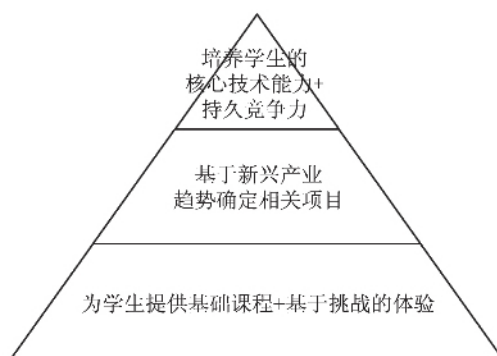 培养学生的
核心技术能力+
持久竞争力
基于新兴产业
趋势确定相关项目
为学生提供基础课程+基于挑战的体验